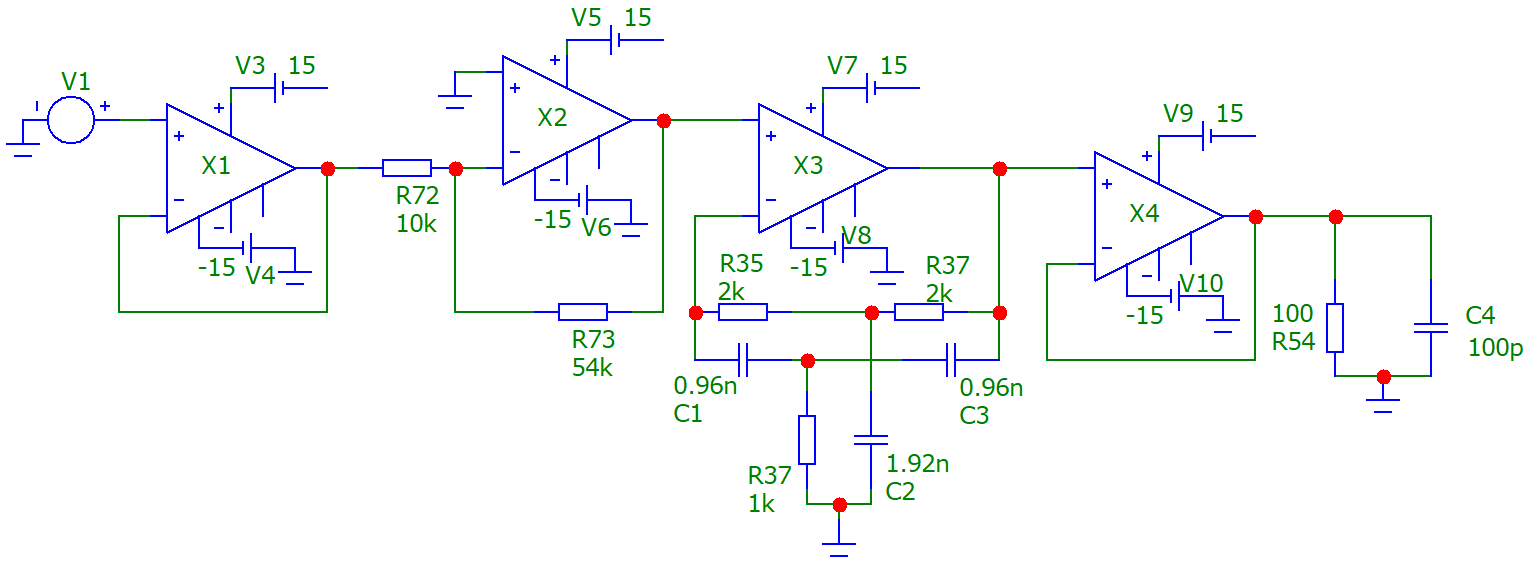 V5 15
V3 15
V7 15
V1
V9 15
X2
X1
X3
R72
10k
X4
-15 V6
-15 V4
V8
-15
R35
2k
R37
2k
V10
-15
R73
54k
100
R54
C4
100p
0.96n
C1
0.96n
C3
R37
1k
1.92n
C2